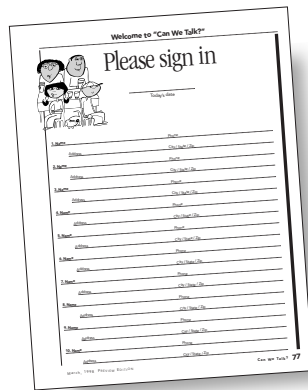 Welcome to "Can We Talk?"
Please sign in
Today's date
1. Name Phone
Address City / State / Zip
2. Name Phone
Address City / State / Zip
3. Name Phone
Address City / State / Zip
4. Name Phone
Address City / State / Zip
5. Name Phone
Address City / State / Zip
6. Name Phone
Address City / State / Zip
7. Name Phone
Address City / State / Zip
8. Name Phone
Address City / State / Zip
9. Name Phone
Address City / State / Zip
10. Name Phone
Address City / State / Zip
March, 1998 Preview Edition
Can We Talk? 77